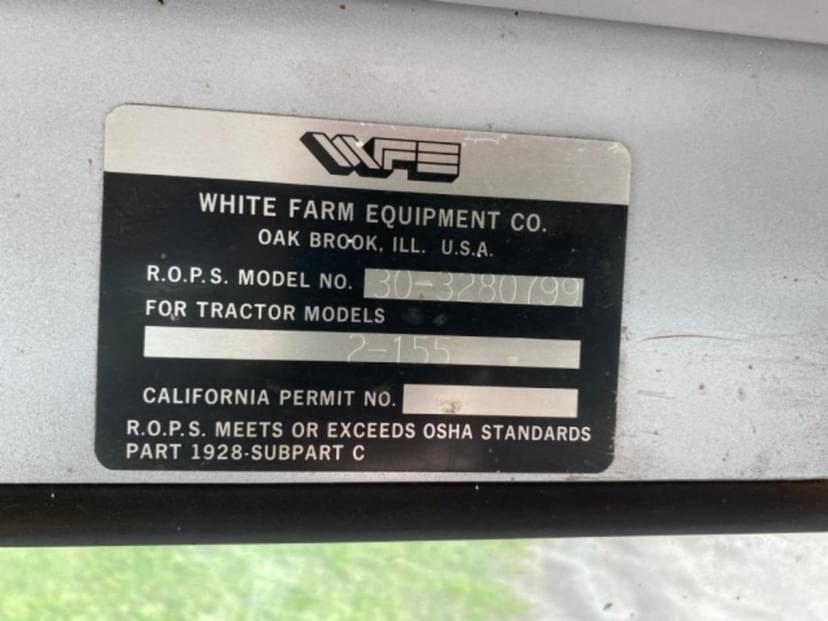 WFE
WHITE FARM EQUIPMENT CO.
OAK BROOK, ILL. U.S.A.
R.O.P.S. MODEL NO. 30-3280799
FOR TRACTOR MODELS
2-155
CALIFORNIA PERMIT NO.
R.O.P.S. MEETS OR EXCEEDS OSHA STANDARDS
PART 1928-SUBPART C